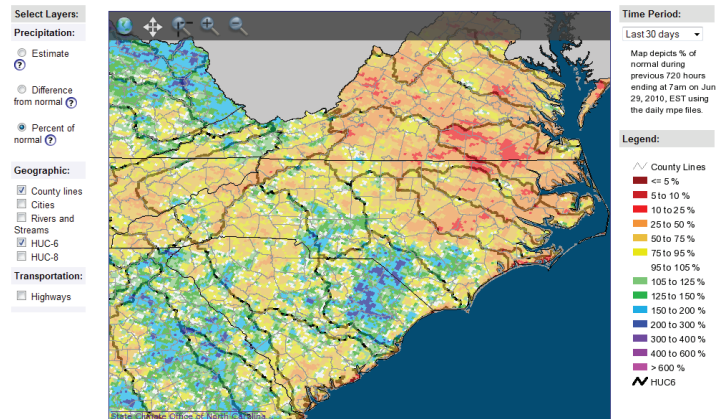 Select Layers:
Precipitation:
Estimate
?
Difference
from normal ?
Percent of
normal ?
Geographic:
County lines
Cities
Rivers and
Streams
HUC-6
HUC-8
Transportation:
Highways
State Climate Office of North Carolina
Time Period:
Last 30 days
Map depicts % of
normal during
previous 720 hours
ending at 7am on Jun
29, 2010, EST using
the daily mpe files.
Legend:
County Lines
<= 5 %
5 to 10 %
10 to 25 %
25 to 50 %
50 to 75 %
75 to 95 %
95 to 105 %
105 to 125 %
125 to 150 %
150 to 200 %
200 to 300 %
300 to 400 %
400 to 600 %
> 600 %
HUC6